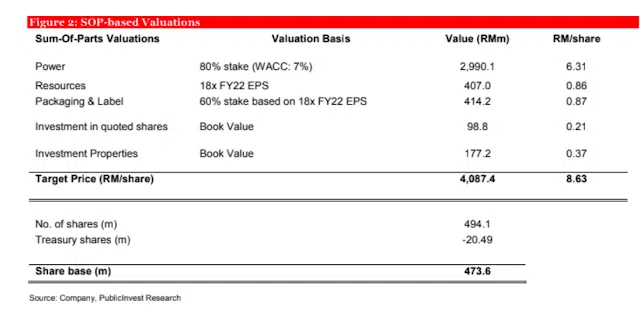 Figure 2: SOP-based Valuations
Sum-Of-Parts Valuations Valuation Basis Value (RMm) RM/share
Power 80% stake (WACC: 7%) 2,990.1 6.31
Resources 18x FY22 EPS 407.0 0.86
Packaging & Label 60% stake based on 18x FY22 EPS 414.2 0.87
Investment in quoted shares Book Value 98.8 0.21
Investment Properties Book Value 177.2 0.37
Target Price (RM/share) 4,087.4 8.63
No. of shares (m) 494.1
Treasury shares (m) -20.49
Share base (m) 473.6
Source: Company, PublicInvest Research